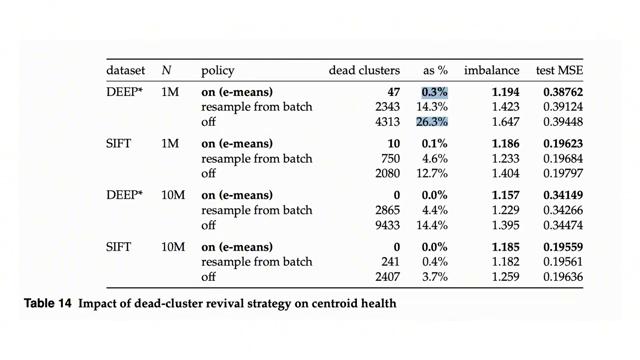 dataset N policy dead clusters as % imbalance test MSE
DEEP* 1M on (e-means) 47 0.3% 1.194 0.38762
resample from batch 2343 14.3% 1.423 0.39124
off 4313 26.3% 1.647 0.39448
SIFT 1M on (e-means) 10 0.1% 1.186 0.19623
resample from batch 750 4.6% 1.233 0.19684
off 2080 12.7% 1.404 0.19797
DEEP* 10M on (e-means) 0 0.0% 1.157 0.34149
resample from batch 2865 4.4% 1.229 0.34266
off 9433 14.4% 1.395 0.34474
SIFT 10M on (e-means) 0 0.0% 1.185 0.19559
resample from batch 241 0.4% 1.182 0.19561
off 2407 3.7% 1.259 0.19636
Table 14 Impact of dead-cluster revival strategy on centroid health